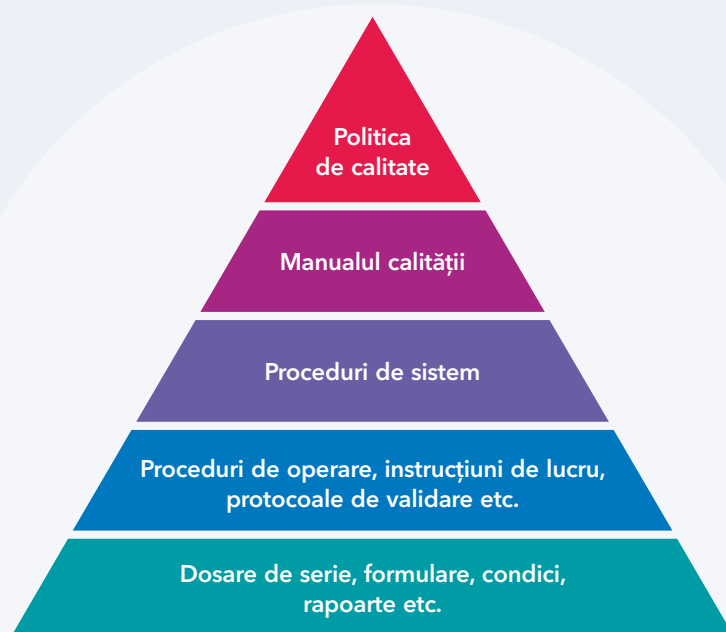 Politica
de calitate
Manualul calității
Proceduri de sistem
Proceduri de operare, instrucțiuni de lucru,
protocoale de validare etc.
Dosare de serie, formulare, condici,
rapoarte etc.